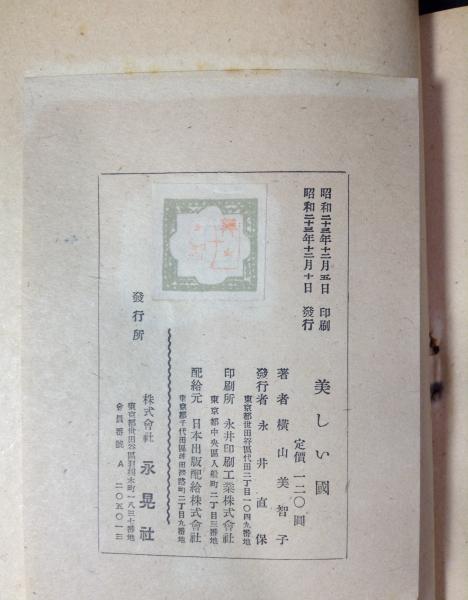 昭和二十三年十二月五日 印刷
昭和二十三年十二月十日 發行
美しい國
定價 一二〇圓
著者 横山美智子
發行者 永井直保
東京都世田谷區代田二丁目一〇四九番地
印刷所 永井印刷工業株式會社
東京都中央區入船町二丁目三番地
配給元 日本出版配給株式會社
東京都千代田區神田淡路町二丁目九番地
發行所
株式會社 永晃社
東京都世田谷區羽根木町一八三七番地
會員番號 A 二〇五〇一三